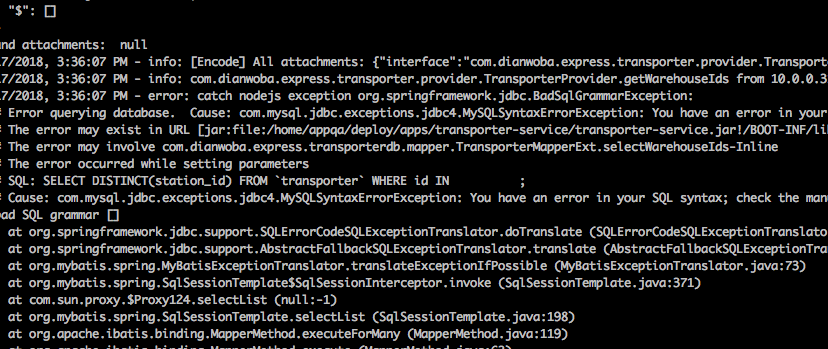 "$": []
and attachments:  null
17/2018, 3:36:07 PM - info: [Encode] All attachments: {"interface":"com.dianwoba.express.transporter.provider.Transporte
17/2018, 3:36:07 PM - info: com.dianwoba.express.transporter.provider.TransporterProvider.getWarehouseIds from 10.0.0.3
17/2018, 3:36:07 PM - error: catch nodejs exception org.springframework.jdbc.BadSqlGrammarException:
# Error querying database.  Cause: com.mysql.jdbc.exceptions.jdbc4.MySQLSyntaxErrorException: You have an error in your
# The error may exist in URL [jar:file:/home/appqa/deploy/apps/transporter-service/transporter-service.jar!/BOOT-INF/li
# The error may involve com.dianwoba.express.transporterdb.mapper.TransporterMapperExt.selectWarehouseIds-Inline
# The error occurred while setting parameters
# SQL: SELECT DISTINCT(station_id) FROM `transporter` WHERE id IN          ;
# Cause: com.mysql.jdbc.exceptions.jdbc4.MySQLSyntaxErrorException: You have an error in your SQL syntax; check the manu
bad SQL grammar []
at org.springframework.jdbc.support.SQLErrorCodeSQLExceptionTranslator.doTranslate (SQLErrorCodeSQLExceptionTranslato
at org.springframework.jdbc.support.AbstractFallbackSQLExceptionTranslator.translate (AbstractFallbackSQLExceptionTra
at org.mybatis.spring.MyBatisExceptionTranslator.translateExceptionIfPossible (MyBatisExceptionTranslator.java:73)
at org.mybatis.spring.SqlSessionTemplate$SqlSessionInterceptor.invoke (SqlSessionTemplate.java:371)
at com.sun.proxy.$Proxy124.selectList (null:-1)
at org.mybatis.spring.SqlSessionTemplate.selectList (SqlSessionTemplate.java:198)
at org.apache.ibatis.binding.MapperMethod.executeForMany (MapperMethod.java:119)